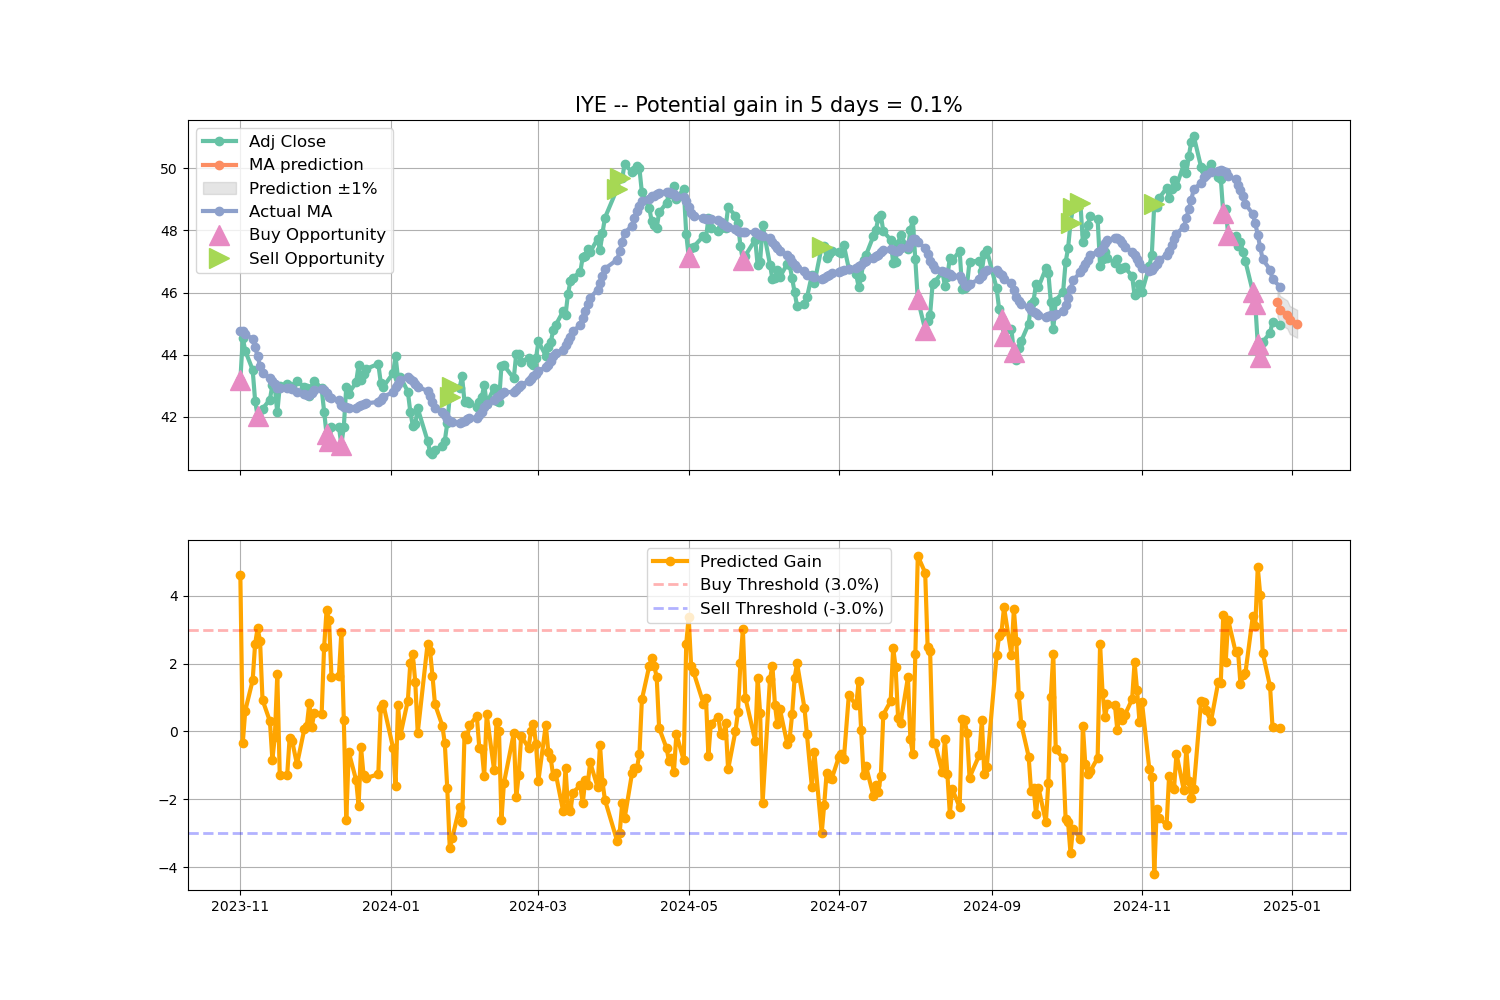 IYE -- Potential gain in 5 days = 0.1%
50
48
46
44
42
Adj Close
MA prediction
Prediction ±1%
Actual MA
Buy Opportunity
Sell Opportunity
4
2
0
−2
−4
Predicted Gain
Buy Threshold (3.0%)
Sell Threshold (-3.0%)
2023-11
2024-01
2024-03
2024-05
2024-07
2024-09
2024-11
2025-01